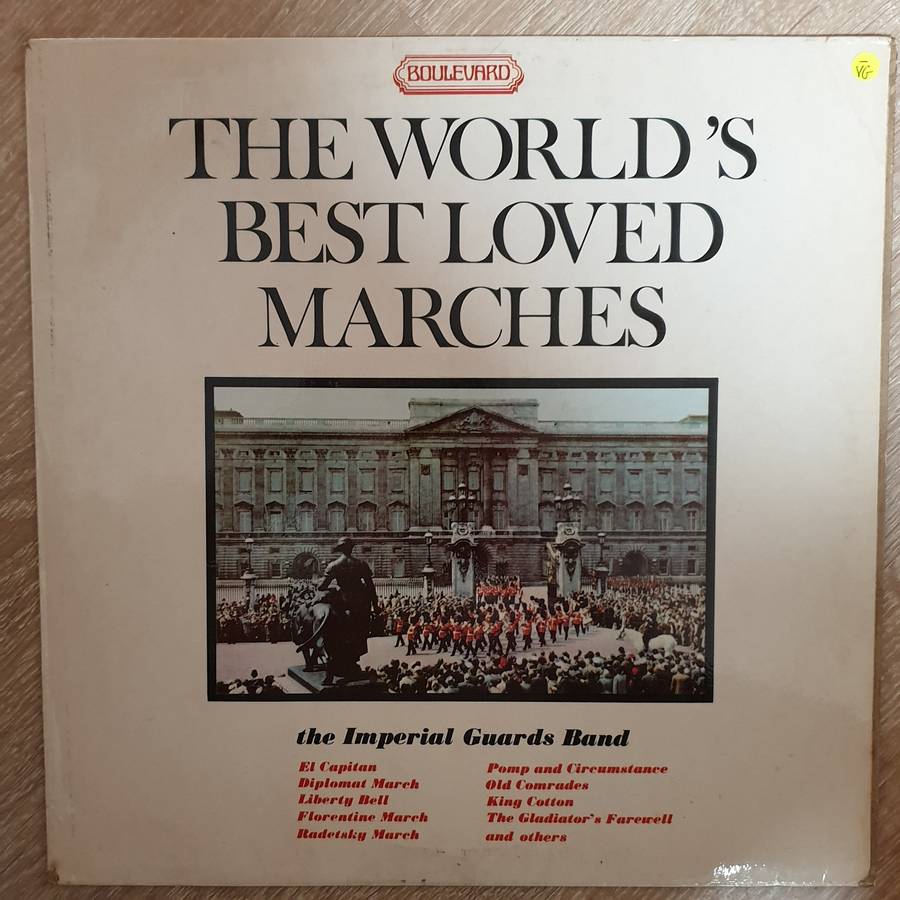 BOULEVARD
VG
THE WORLD'S
BEST LOVED
MARCHES
the Imperial Guards Band
El Capitan
Diplomat March
Liberty Bell
Florentine March
Radetsky March
Pomp and Circumstance
Old Comrades
King Cotton
The Gladiator's Farewell
and others